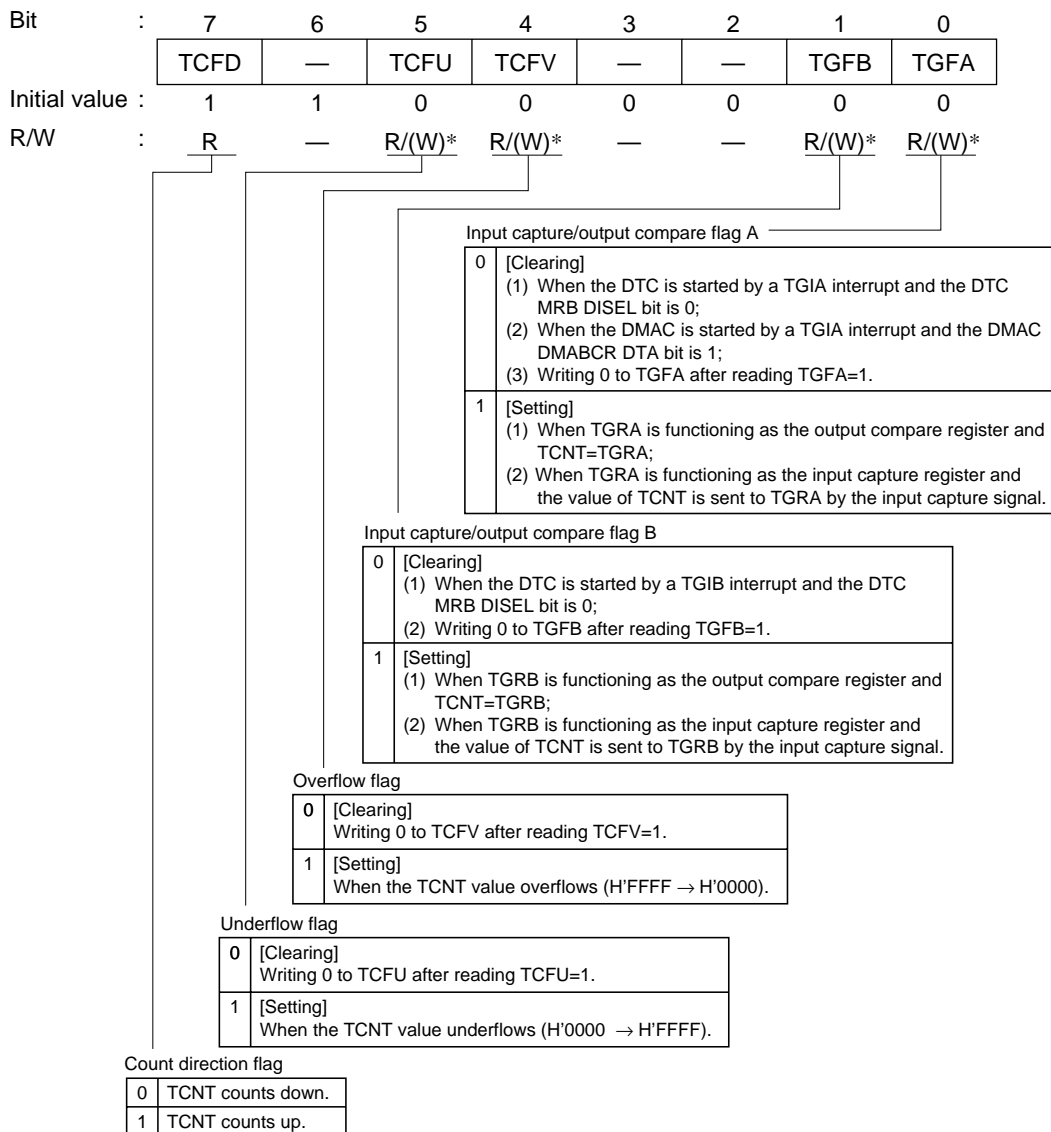 Bit : 7 6 5 4 3 2 1 0
TCFD — TCFU TCFV — — TGFB TGFA
Initial value : 1 1 0 0 0 0 0 0
R/W : R — R/(W)* R/(W)* — — R/(W)* R/(W)*
Input capture/output compare flag A
0 [Clearing]
(1) When the DTC is started by a TGIA interrupt and the DTC
MRB DISEL bit is 0;
(2) When the DMAC is started by a TGIA interrupt and the DMAC
DMABCR DTA bit is 1;
(3) Writing 0 to TGFA after reading TGFA=1.
1 [Setting]
(1) When TGRA is functioning as the output compare register and
TCNT=TGRA;
(2) When TGRA is functioning as the input capture register and
the value of TCNT is sent to TGRA by the input capture signal.
Input capture/output compare flag B
0 [Clearing]
(1) When the DTC is started by a TGIB interrupt and the DTC
MRB DISEL bit is 0;
(2) Writing 0 to TGFB after reading TGFB=1.
1 [Setting]
(1) When TGRB is functioning as the output compare register and
TCNT=TGRB;
(2) When TGRB is functioning as the input capture register and
the value of TCNT is sent to TGRB by the input capture signal.
Overflow flag
0 [Clearing]
Writing 0 to TCFV after reading TCFV=1.
1 [Setting]
When the TCNT value overflows (H'FFFF → H'0000).
Underflow flag
0 [Clearing]
Writing 0 to TCFU after reading TCFU=1.
1 [Setting]
When the TCNT value underflows (H'0000 → H'FFFF).
Count direction flag
0 TCNT counts down.
1 TCNT counts up.